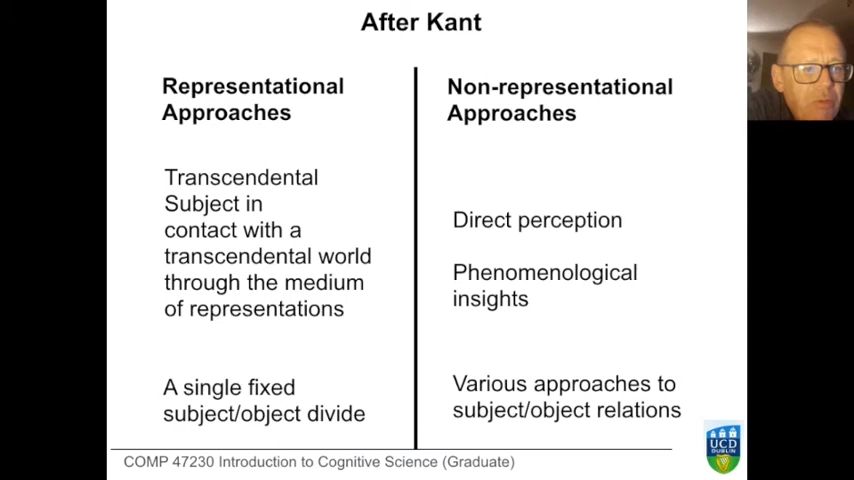 After Kant
Representational
Approaches
Transcendental
Subject in
contact with a
transcendental world
through the medium
of representations
A single fixed
subject/object divide
Non-representational
Approaches
Direct perception
Phenomenological
insights
Various approaches to
subject/object relations
COMP 47230 Introduction to Cognitive Science (Graduate)
UCD
DUBLIN